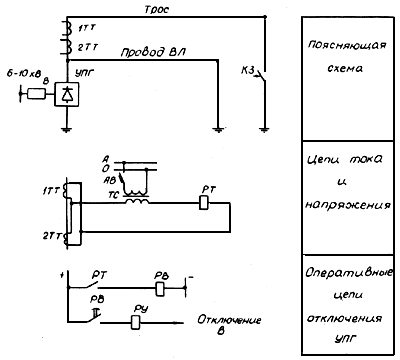 Трос
1ТТ
2ТТ
Провод ВЛ
КЗ
6-10кВ
В
УПГ
Поясняющая
схема
А
О
АВ
ТС
РТ
1ТТ
2ТТ
Цепи тока
и
напряжения
+
РТ
РВ
-
РВ
РУ
Отключение
В
Оперативные
цепи
отключения
УПГ